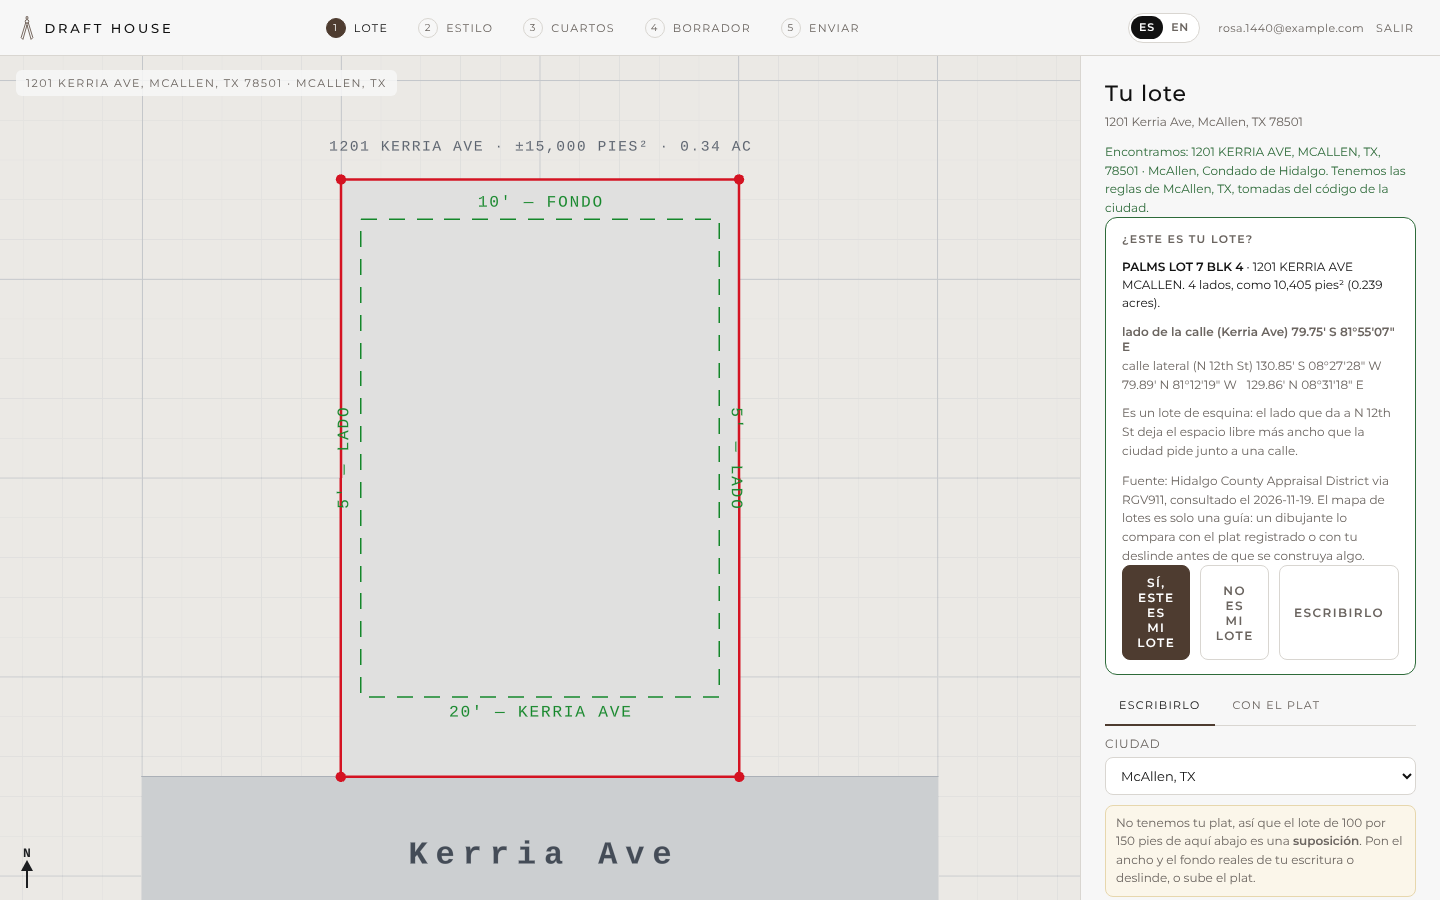 DRAFT HOUSE
1 LOTE
2 ESTILO
3 CUARTOS
4 BORRADOR
5 ENVIAR
ES EN
rosa.1440@example.com
SALIR
1201 KERRIA AVE, MCALLEN, TX 78501 · MCALLEN, TX
1201 KERRIA AVE · ±15,000 PIES² · 0.34 AC
10' — FONDO
5' — LADO
5' — LADO
20' — KERRIA AVE
Kerria Ave
N
Tu lote
1201 Kerria Ave, McAllen, TX 78501
Encontramos: 1201 KERRIA AVE, MCALLEN, TX,
78501 · McAllen, Condado de Hidalgo. Tenemos las
reglas de McAllen, TX, tomadas del código de la
ciudad.
¿ESTE ES TU LOTE?
PALMS LOT 7 BLK 4 · 1201 KERRIA AVE
MCALLEN. 4 lados, como 10,405 pies² (0.239
acres).
lado de la calle (Kerria Ave) 79.75' S 81°55'07"
E
calle lateral (N 12th St) 130.85' S 08°27'28" W
79.89' N 81°12'19" W 129.86' N 08°31'18" E
Es un lote de esquina: el lado que da a N 12th
St deja el espacio libre más ancho que la
ciudad pide junto a una calle.
Fuente: Hidalgo County Appraisal District via
RGV911, consultado el 2026-11-19. El mapa de
lotes es solo una guía: un dibujante lo
compara con el plat registrado o con tu
deslinde antes de que se construya algo.
SÍ,
ESTE
ES
MI
LOTE
NO
ES
MI
LOTE
ESCRIBIRLO
ESCRIBIRLO
CON EL PLAT
CIUDAD
McAllen, TX
No tenemos tu plat, así que el lote de 100 por
150 pies de aquí abajo es una suposición. Pon el
ancho y el fondo reales de tu escritura o
deslinde, o sube el plat.